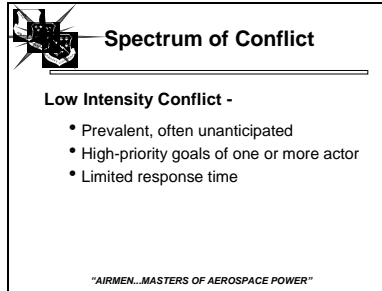 Spectrum of Conflict
Low Intensity Conflict -
• Prevalent, often unanticipated
• High-priority goals of one or more actor
• Limited response time
"AIRMEN...MASTERS OF AEROSPACE POWER"